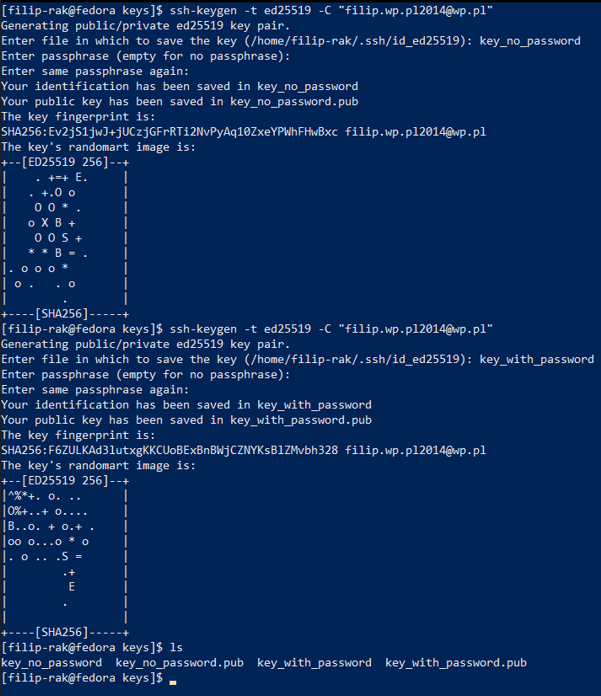 [filip-rak@fedora keys]$ ssh-keygen -t ed25519 -C "filip.wp.pl2014@wp.pl"
Generating public/private ed25519 key pair.
Enter file in which to save the key (/home/filip-rak/.ssh/id_ed25519): key_no_password
Enter passphrase (empty for no passphrase):
Enter same passphrase again:
Your identification has been saved in key_no_password
Your public key has been saved in key_no_password.pub
The key fingerprint is:
SHA256:Ev2jS1jwJ+jUCzjGFrRTi2NvPyAq10ZxeYPWhFHwBxc filip.wp.pl2014@wp.pl
The key's randomart image is:
+--[ED25519 256]--+
|    . +=+ E.     |
|   . +.O o       |
|    O O * .      |
|   o X B +       |
|    O O S +      |
|   * * B = .     |
|. o o o *        |
| o .   . o       |
|        .        |
+----[SHA256]-----+
[filip-rak@fedora keys]$ ssh-keygen -t ed25519 -C "filip.wp.pl2014@wp.pl"
Generating public/private ed25519 key pair.
Enter file in which to save the key (/home/filip-rak/.ssh/id_ed25519): key_with_password
Enter passphrase (empty for no passphrase):
Enter same passphrase again:
Your identification has been saved in key_with_password
Your public key has been saved in key_with_password.pub
The key fingerprint is:
SHA256:F6ZULKAd3lutxgKKCUoBExBnBWjCZNYKsBlZMvbh328 filip.wp.pl2014@wp.pl
The key's randomart image is:
+--[ED25519 256]--+
|^%*+. o. ..      |
|O%+..+ o....     |
|B..o. + o.+ .    |
|oo o...o * o     |
|. o .. .S =      |
|        .+       |
|         E       |
|        .        |
|                 |
+----[SHA256]-----+
[filip-rak@fedora keys]$ ls
key_no_password  key_no_password.pub  key_with_password  key_with_password.pub
[filip-rak@fedora keys]$